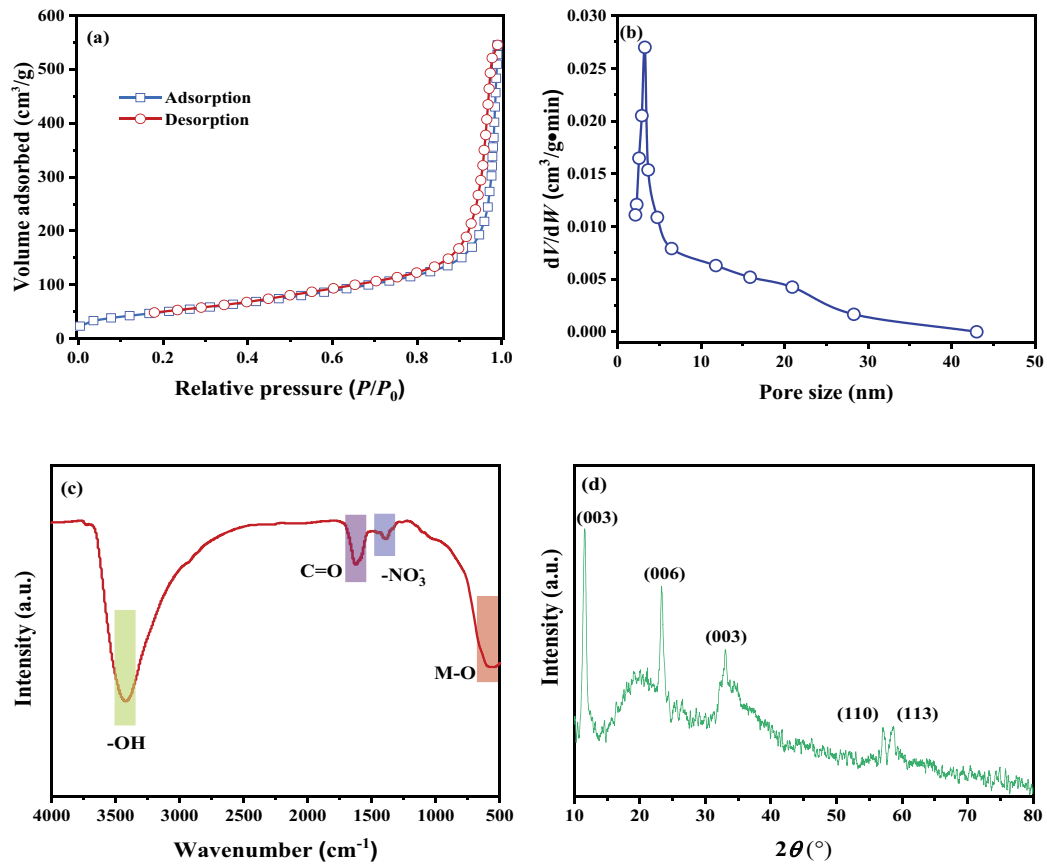 (a)
600
500
400
300
200
100
0
Volume adsorbed (cm³/g)
Adsorption
Desorption
0.0 0.2 0.4 0.6 0.8 1.0
Relative pressure (P/P₀)
(b)
0.030
0.025
0.020
0.015
0.010
0.005
0.000
dV/dW (cm³/g•min)
0 10 20 30 40 50
Pore size (nm)
(c)
Intensity (a.u.)
C=O
-NO₃⁻
M-O
-OH
4000 3500 3000 2500 2000 1500 1000 500
Wavenumber (cm⁻¹)
(d)
Intensity (a.u.)
(003)
(006)
(003)
(110) (113)
10 20 30 40 50 60 70 80
2θ (°)